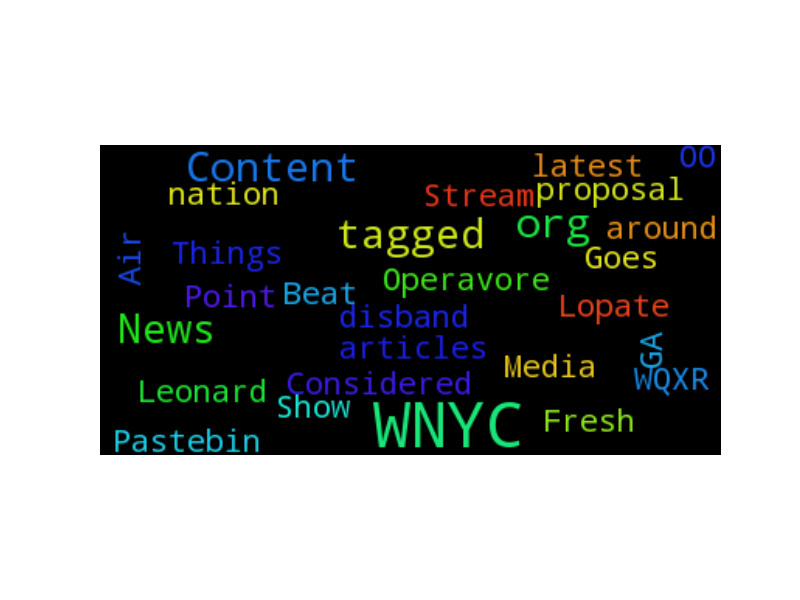 Content
latest
OO
nation
Stream
proposal
tagged
org
around
Air
Things
Goes
Operavore
Point
Beat
Lopate
disband
News
articles
GA
Media
WQXR
Considered
Leonard
Show
WNYC
Fresh
Pastebin